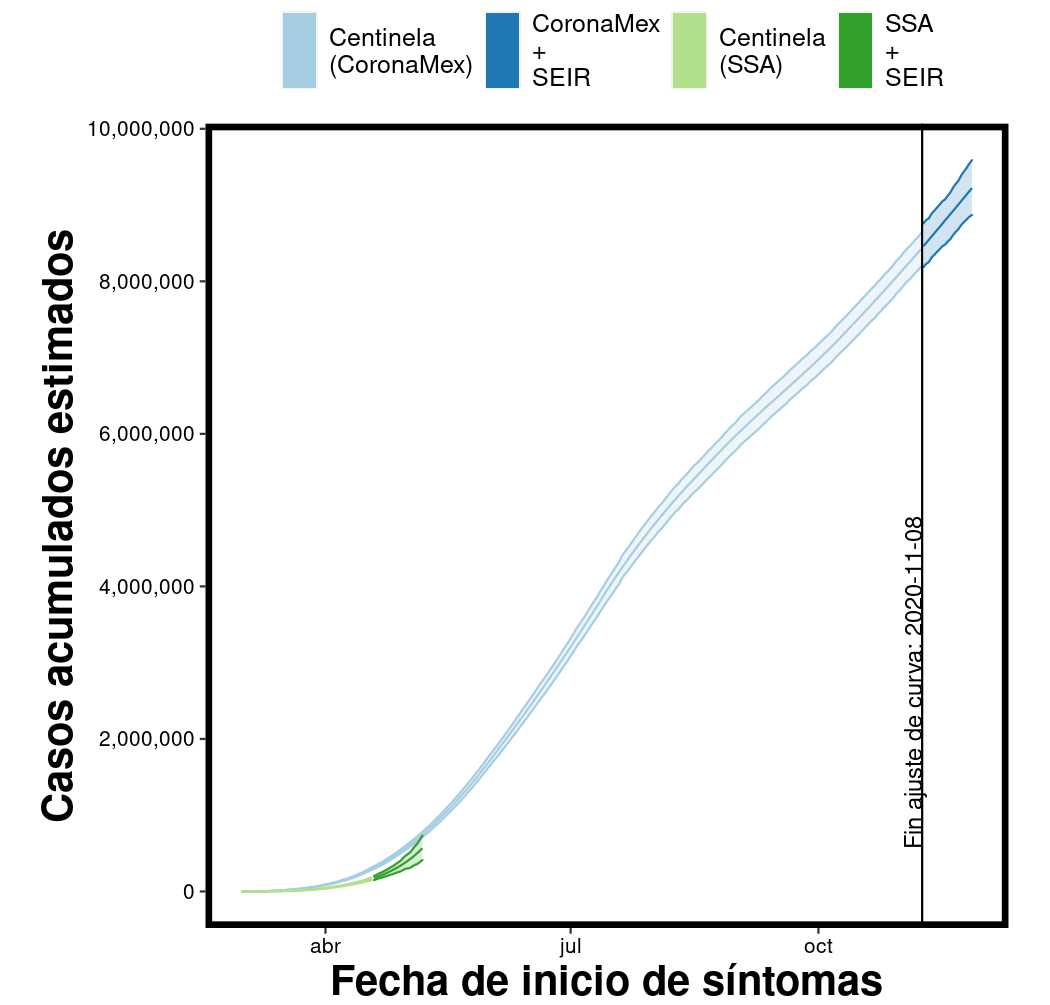 Centinela
(CoronaMex)
CoronaMex
+
SEIR
Centinela
(SSA)
SSA
+
SEIR
10,000,000
8,000,000
6,000,000
4,000,000
2,000,000
0
Casos acumulados estimados
Fin ajuste de curva: 2020-11-08
abr
jul
oct
Fecha de inicio de síntomas